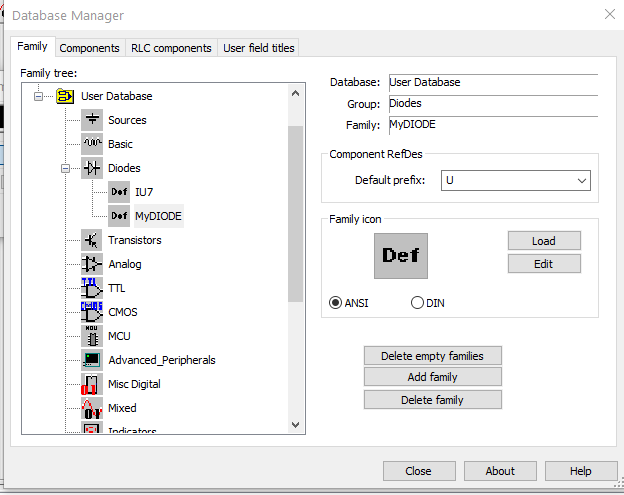 Database Manager
Family Components RLC components User field titles
Family tree:
User Database
Sources
Basic
Diodes
Def IU7
Def MyDIODE
Transistors
Analog
TTL
CMOS
MCU MCU
Advanced_Peripherals
Misc Digital
Mixed
Indicators
Database: User Database
Group: Diodes
Family: MyDIODE
Component RefDes
Default prefix: U
Family icon
Def
Load
Edit
ANSI DIN
Delete empty families
Add family
Delete family
Close About Help